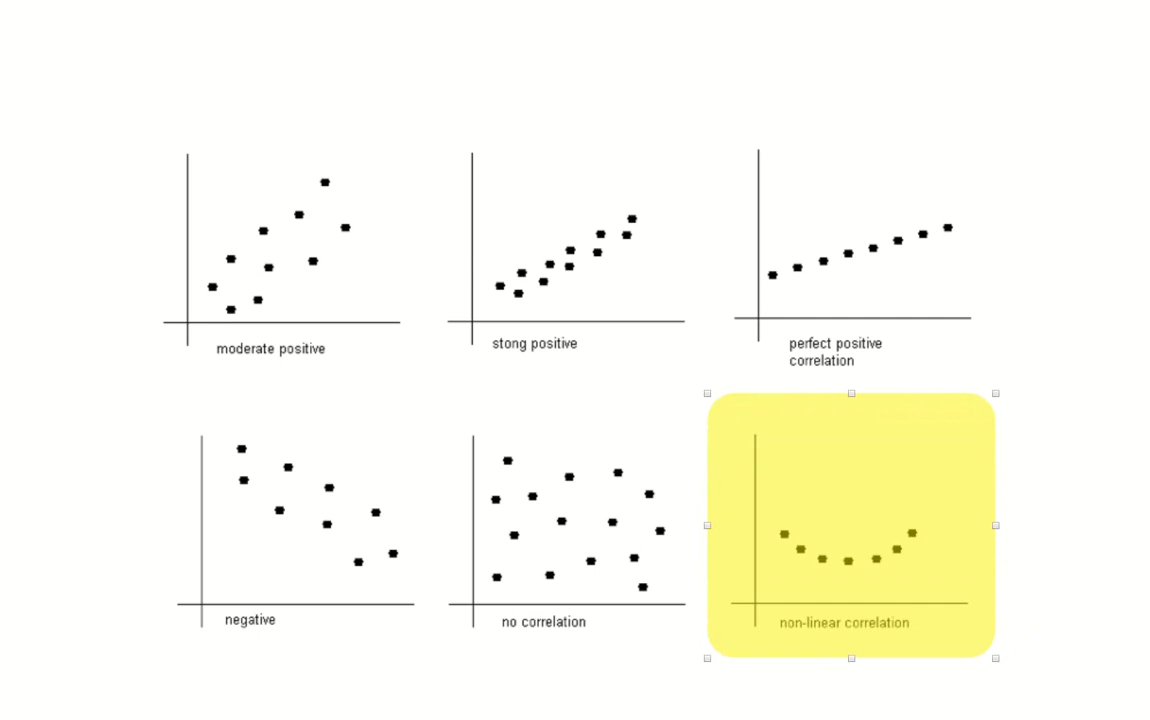 moderate positive
stong positive
perfect positive
correlation
negative
no correlation
non-linear correlation